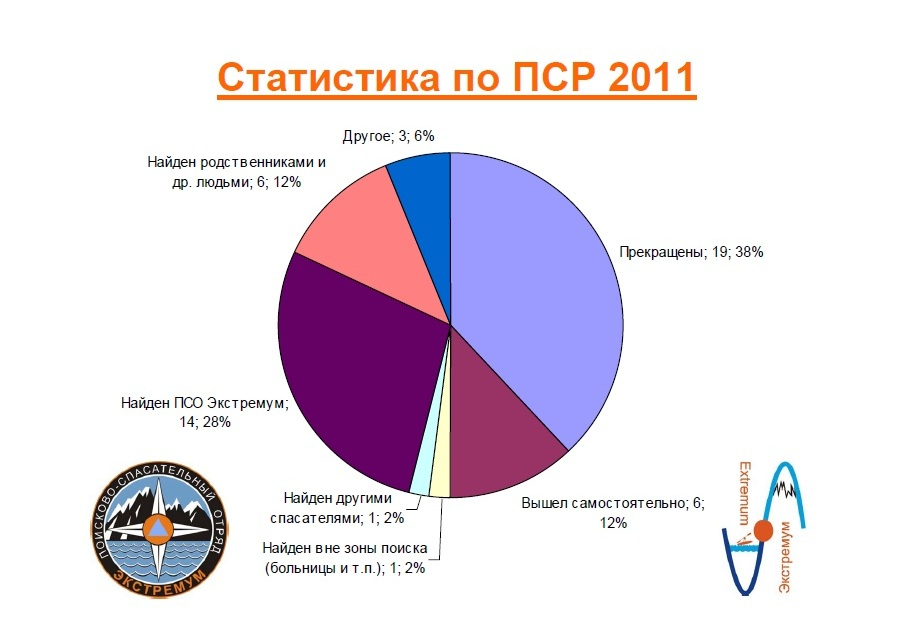 Статистика по ПСР 2011
Другое; 3; 6%
Найден родственниками и
др. людьми; 6; 12%
Прекращены; 19; 38%
Найден ПСО Экстремум;
14; 28%
Найден другими
спасателями; 1; 2%
Вышел самостоятельно; 6;
12%
Найден вне зоны поиска
(больницы и т.п.); 1; 2%
ПОИСКОВО-СПАСАТЕЛЬНЫЙ ОТРЯД
ЭКСТРЕМУМ
Extremum
Экстремум